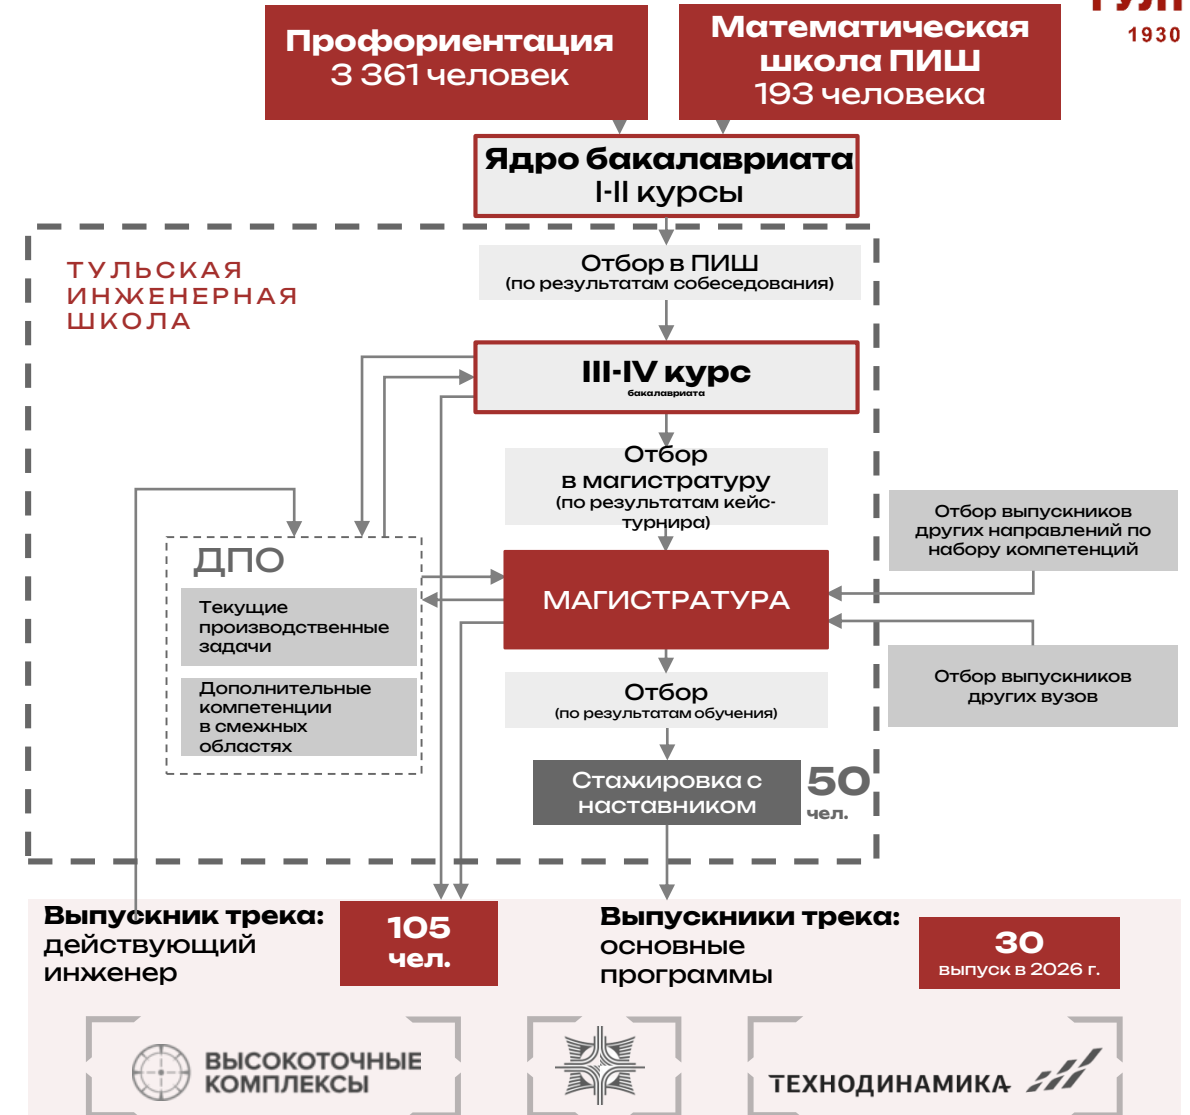 Профориентация
3 361 человек
Математическая
школа ПИШ
193 человека
1930
Ядро бакалавриата
I-II курсы
ТУЛЬСКАЯ
ИНЖЕНЕРНАЯ
ШКОЛА
Отбор в ПИШ
(по результатам собеседования)
III-IV курс
бакалавриата
Отбор
в магистратуру
(по результатам кейс-
турнира)
Отбор выпускников
других направлений по
набору компетенций
ДПО
Текущие
производственные
задачи
Дополнительные
компетенции
в смежных
областях
МАГИСТРАТУРА
Отбор выпускников
других вузов
Отбор
(по результатам обучения)
Стажировка с
наставником
50
чел.
Выпускник трека:
действующий
инженер
105
чел.
Выпускники трека:
основные
программы
30
выпуск в 2026 г.
ВЫСОКОТОЧНЫЕ
КОМПЛЕКСЫ
ТЕХНОДИНАМИКА